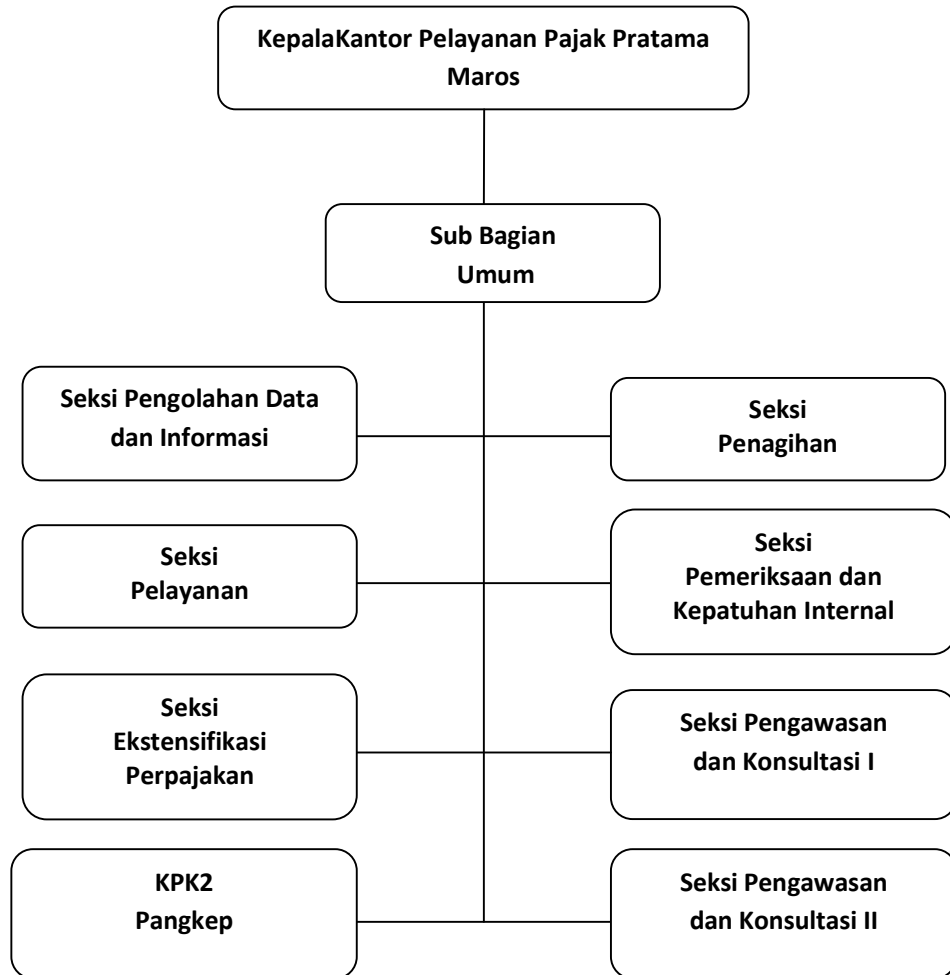 KepalaKantor Pelayanan Pajak Pratama
Maros
Sub Bagian
Umum
Seksi Pengolahan Data
dan Informasi
Seksi
Penagihan
Seksi
Pelayanan
Seksi
Pemeriksaan dan
Kepatuhan Internal
Seksi
Ekstensifikasi
Perpajakan
Seksi Pengawasan
dan Konsultasi I
KPK2
Pangkep
Seksi Pengawasan
dan Konsultasi II